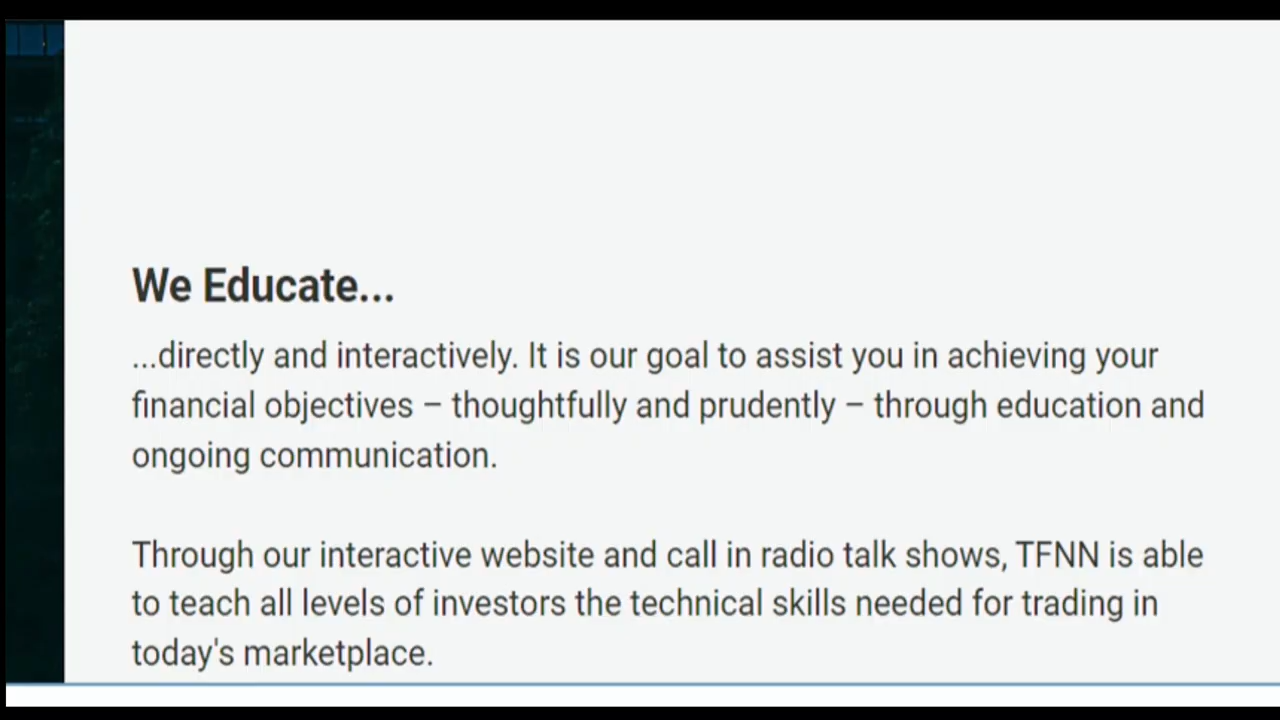 We Educate...
...directly and interactively. It is our goal to assist you in achieving your
financial objectives – thoughtfully and prudently – through education and
ongoing communication.
Through our interactive website and call in radio talk shows, TFNN is able
to teach all levels of investors the technical skills needed for trading in
today's marketplace.